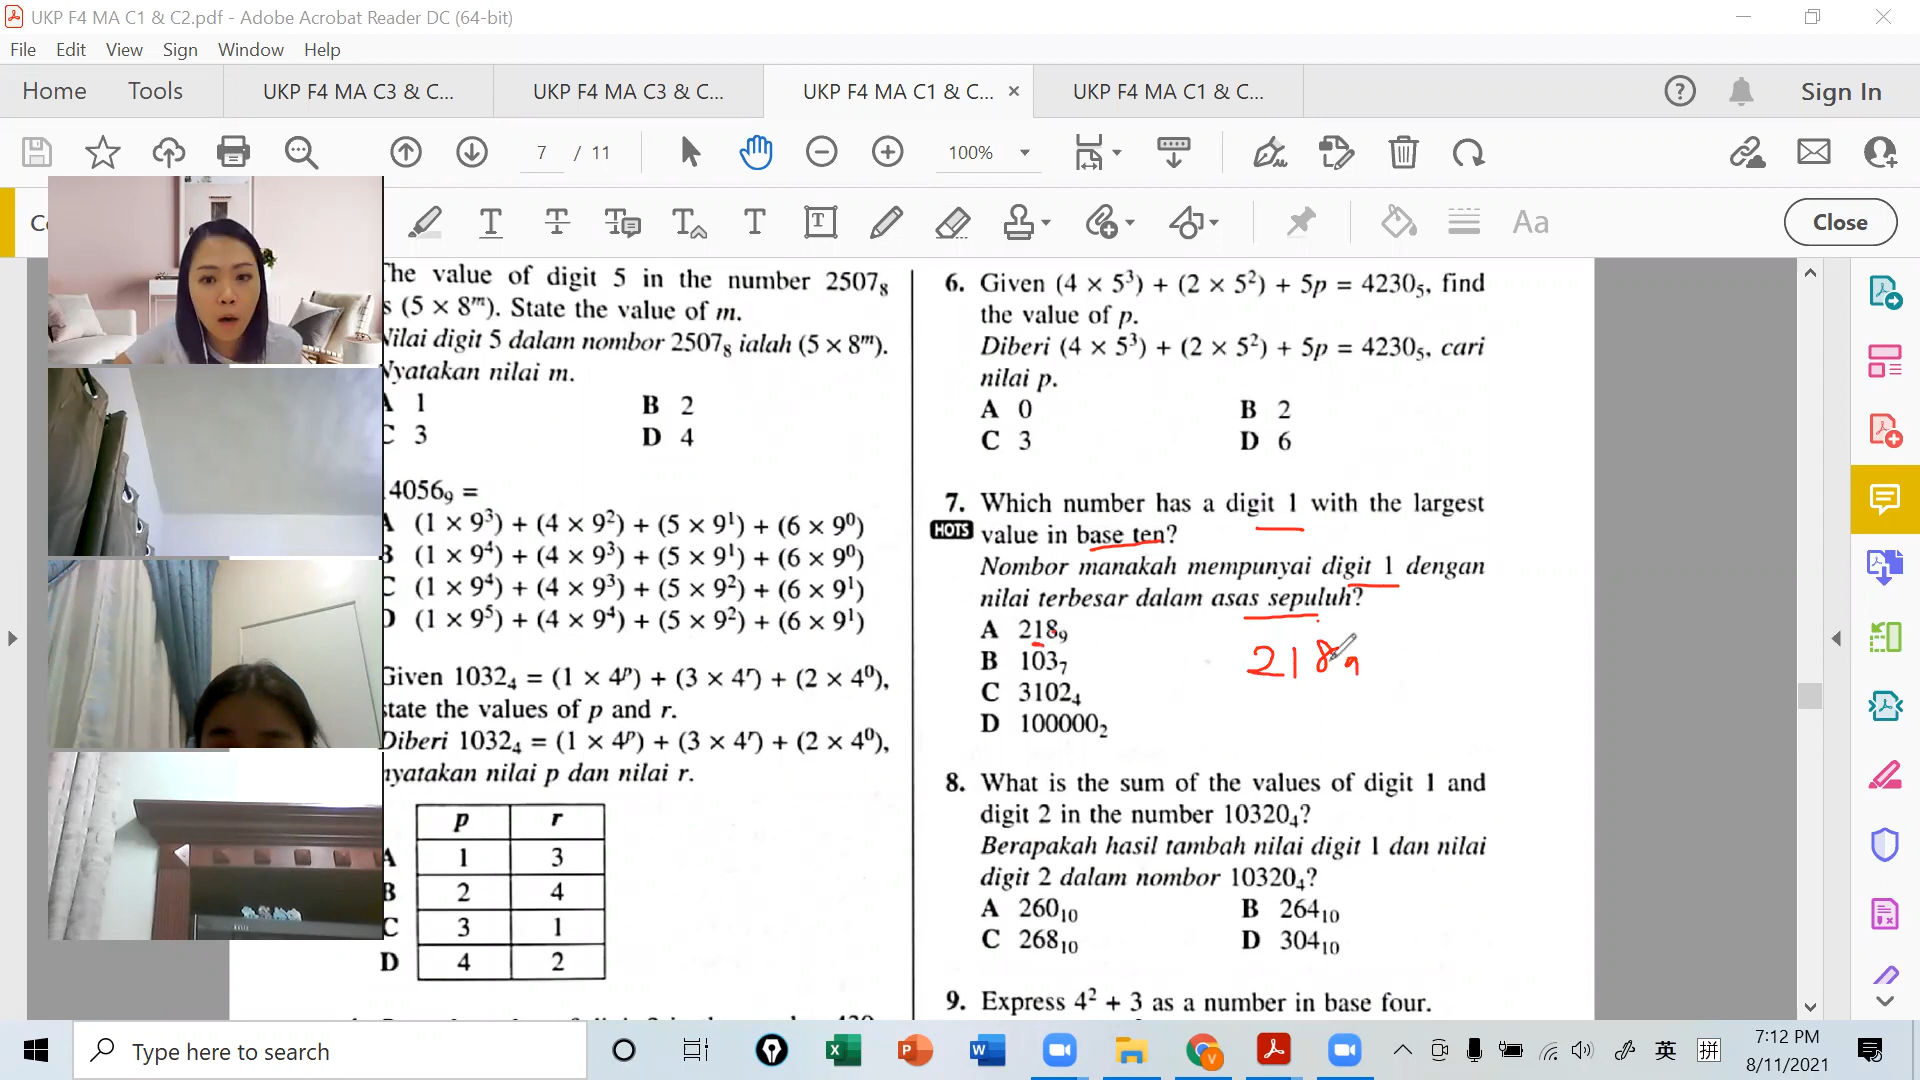 UKP F4 MA C1 & C2.pdf - Adobe Acrobat Reader DC (64-bit)
File Edit View Sign Window Help
Home Tools UKP F4 MA C3 & C... UKP F4 MA C3 & C... UKP F4 MA C1 & C... × UKP F4 MA C1 & C... Sign In
7 / 11 100%
Close
The value of digit 5 in the number 2507₈
s (5 × 8ᵐ). State the value of m.
Nilai digit 5 dalam nombor 2507₈ ialah (5 × 8ᵐ).
Nyatakan nilai m.
A 1 B 2
C 3 D 4
14056₉ =
A (1 × 9³) + (4 × 9²) + (5 × 9¹) + (6 × 9⁰)
B (1 × 9⁴) + (4 × 9³) + (5 × 9¹) + (6 × 9⁰)
C (1 × 9⁴) + (4 × 9³) + (5 × 9²) + (6 × 9¹)
D (1 × 9⁵) + (4 × 9⁴) + (5 × 9²) + (6 × 9¹)
Given 1032₄ = (1 × 4ᵖ) + (3 × 4ʳ) + (2 × 4⁰),
state the values of p and r.
Diberi 1032₄ = (1 × 4ᵖ) + (3 × 4ʳ) + (2 × 4⁰),
nyatakan nilai p dan nilai r.
p r
A 1 3
B 2 4
C 3 1
D 4 2
6. Given (4 × 5³) + (2 × 5²) + 5p = 4230₅, find
the value of p.
Diberi (4 × 5³) + (2 × 5²) + 5p = 4230₅, cari
nilai p.
A 0 B 2
C 3 D 6
7. Which number has a digit 1 with the largest
HOTS value in base ten?
Nombor manakah mempunyai digit 1 dengan
nilai terbesar dalam asas sepuluh?
A 218₉
B 103₇
C 3102₄
D 100000₂
218₉
8. What is the sum of the values of digit 1 and
digit 2 in the number 10320₄?
Berapakah hasil tambah nilai digit 1 dan nilai
digit 2 dalam nombor 10320₄?
A 260₁₀ B 264₁₀
C 268₁₀ D 304₁₀
9. Express 4² + 3 as a number in base four.
Type here to search
英 拼
7:12 PM
8/11/2021